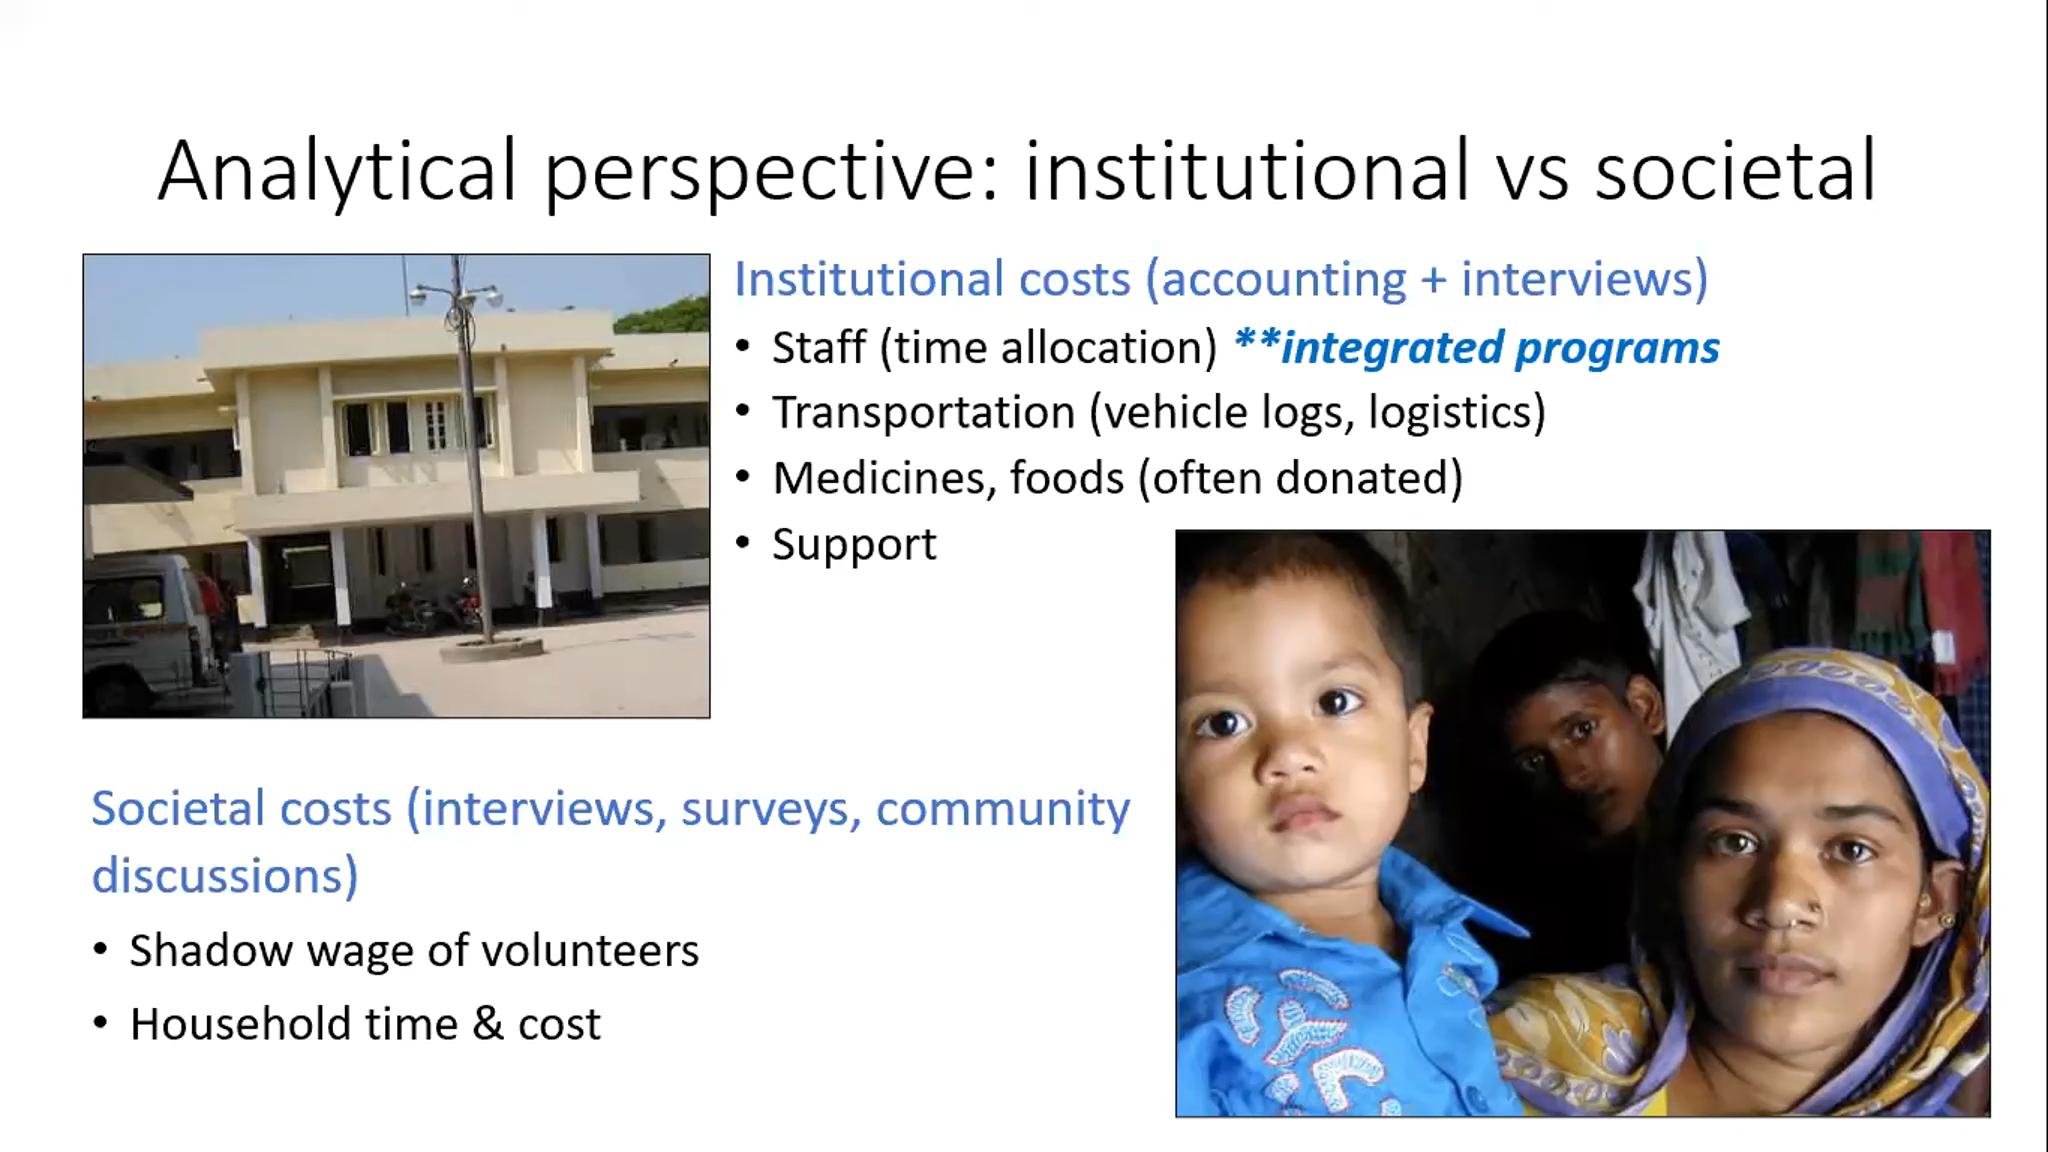 Analytical perspective: institutional vs societal
Institutional costs (accounting + interviews)
• Staff (time allocation) **integrated programs
• Transportation (vehicle logs, logistics)
• Medicines, foods (often donated)
• Support
Societal costs (interviews, surveys, community
discussions)
• Shadow wage of volunteers
• Household time & cost